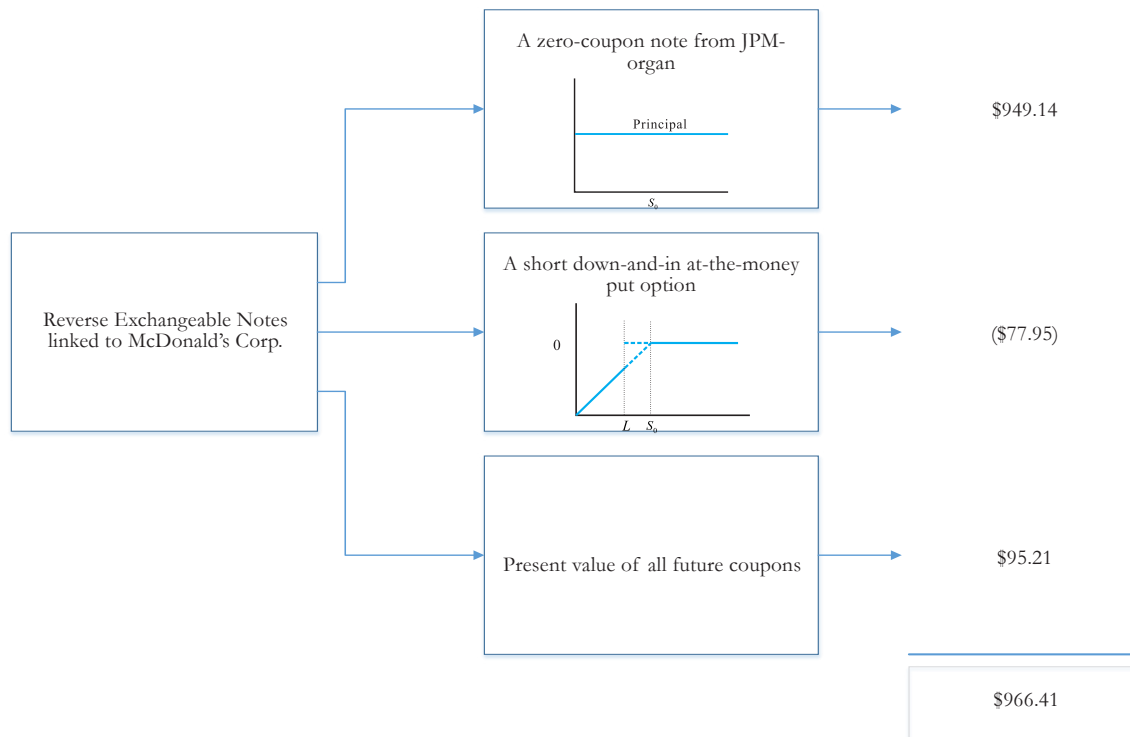 A zero-coupon note from JPM-
organ
Principal
S₀
$949.14
Reverse Exchangeable Notes
linked to McDonald's Corp.
A short down-and-in at-the-money
put option
0
L S₀
($77.95)
Present value of all future coupons
$95.21
$966.41